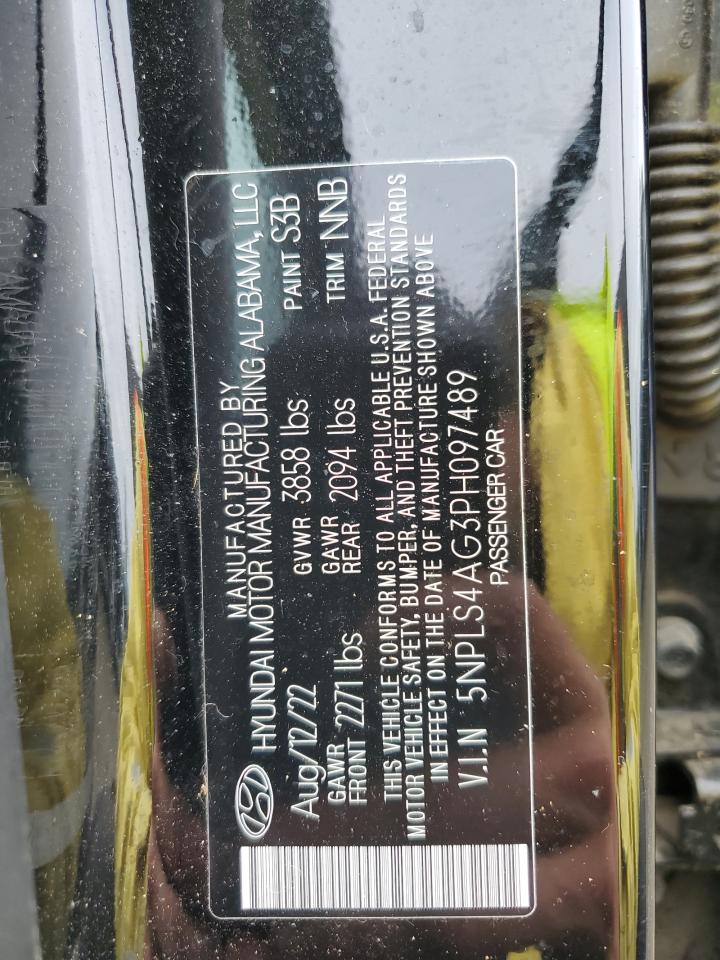 MANUFACTURED BY
HYUNDAI MOTOR MANUFACTURING ALABAMA, LLC
Aug/12/22 GVWR 3858 lbs PAINT S3B
GAWR FRONT 2271 lbs GAWR REAR 2094 lbs TRIM NNB
THIS VEHICLE CONFORMS TO ALL APPLICABLE U.S.A. FEDERAL
MOTOR VEHICLE SAFETY, BUMPER, AND THEFT PREVENTION STANDARDS
IN EFFECT ON THE DATE OF MANUFACTURE SHOWN ABOVE
V.I.N 5NPLS4AG3PH097489
PASSENGER CAR